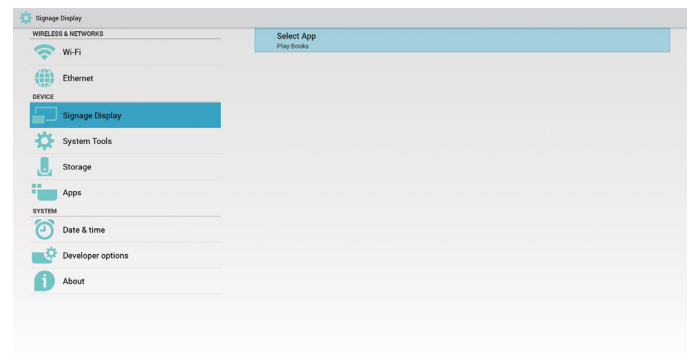 Signage Display
WIRELESS & NETWORKS
Wi-Fi
Ethernet
DEVICE
Signage Display
System Tools
Storage
Apps
SYSTEM
Date & time
Developer options
About
Select App
Play Books